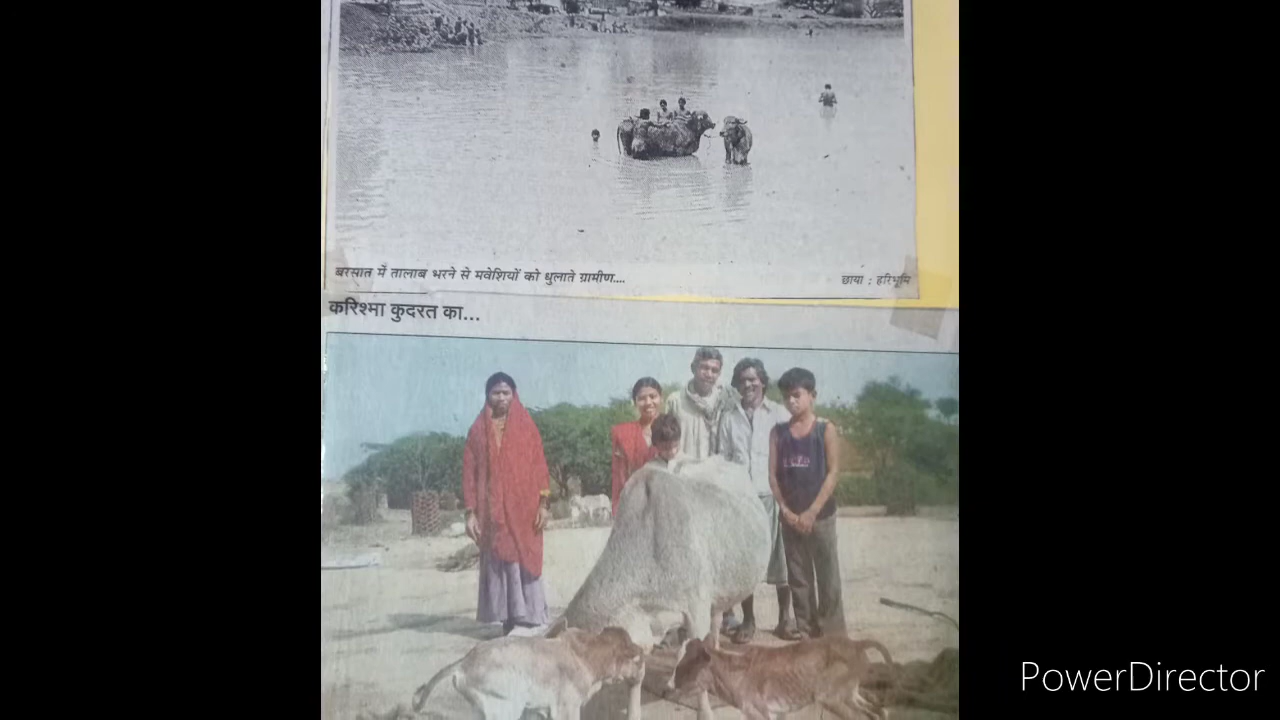 बरसात में तालाब भरने से मवेशियों को धुलाते ग्रामीण.... छाया : हरिभूमि
करिश्मा कुदरत का...
PowerDirector